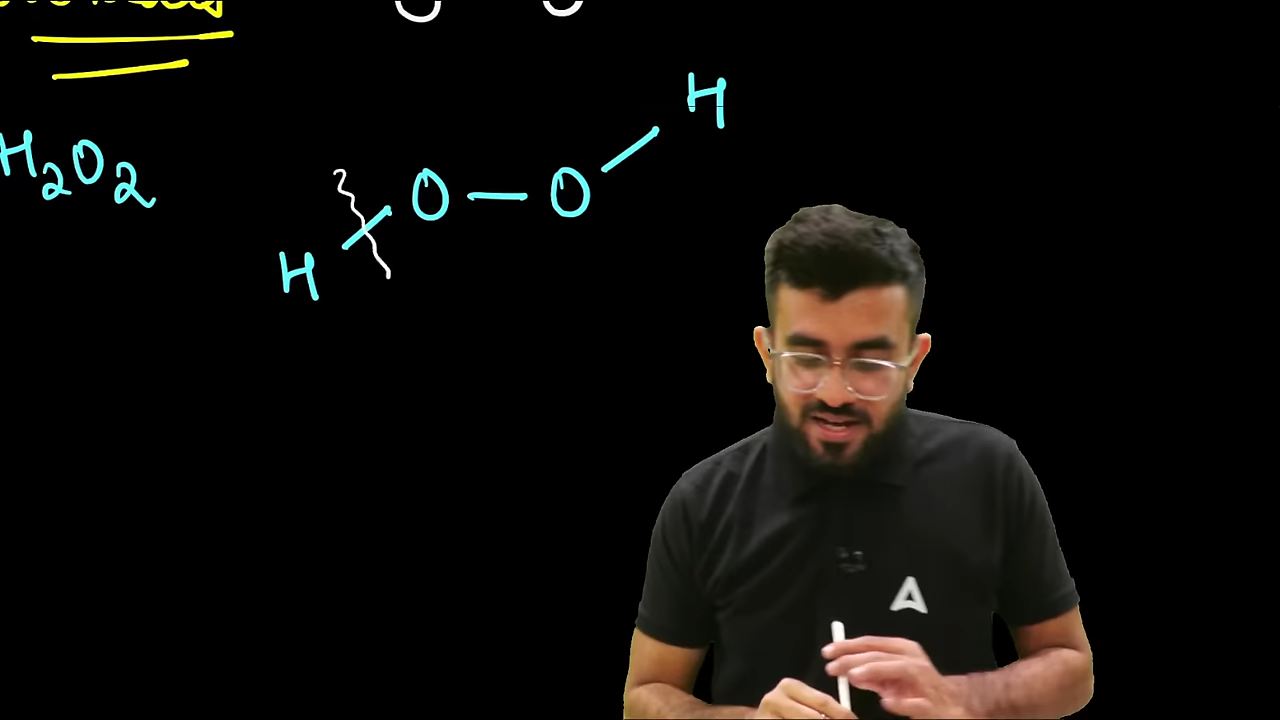 H₂O₂
H — O — O — H